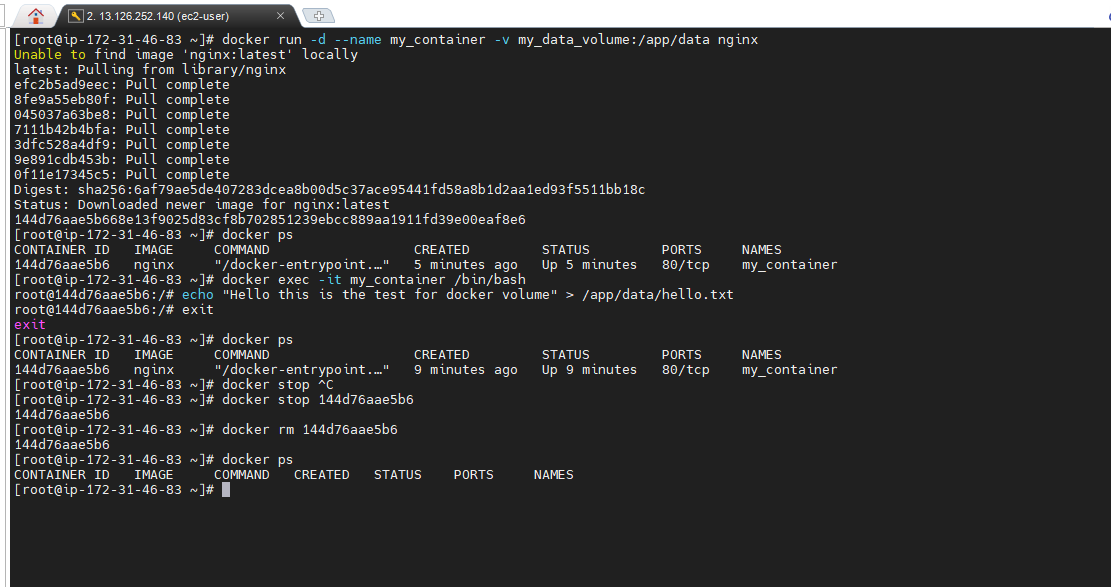 2. 13.126.252.140 (ec2-user)
[root@ip-172-31-46-83 ~]# docker run -d --name my_container -v my_data_volume:/app/data nginx
Unable to find image 'nginx:latest' locally
latest: Pulling from library/nginx
efc2b5ad9eec: Pull complete
8fe9a55eb80f: Pull complete
045037a63be8: Pull complete
7111b42b4bfa: Pull complete
3dfc528a4df9: Pull complete
9e891cdb453b: Pull complete
0f11e17345c5: Pull complete
Digest: sha256:6af79ae5de407283dcea8b00d5c37ace95441fd58a8b1d2aa1ed93f5511bb18c
Status: Downloaded newer image for nginx:latest
144d76aae5b668e13f9025d83cf8b702851239ebcc889aa1911fd39e00eaf8e6
[root@ip-172-31-46-83 ~]# docker ps
CONTAINER ID   IMAGE     COMMAND                  CREATED         STATUS         PORTS     NAMES
144d76aae5b6   nginx     "/docker-entrypoint.…"   5 minutes ago   Up 5 minutes   80/tcp    my_container
[root@ip-172-31-46-83 ~]# docker exec -it my_container /bin/bash
root@144d76aae5b6:/# echo "Hello this is the test for docker volume" > /app/data/hello.txt
root@144d76aae5b6:/# exit
exit
[root@ip-172-31-46-83 ~]# docker ps
CONTAINER ID   IMAGE     COMMAND                  CREATED         STATUS         PORTS     NAMES
144d76aae5b6   nginx     "/docker-entrypoint.…"   9 minutes ago   Up 9 minutes   80/tcp    my_container
[root@ip-172-31-46-83 ~]# docker stop ^C
[root@ip-172-31-46-83 ~]# docker stop 144d76aae5b6
144d76aae5b6
[root@ip-172-31-46-83 ~]# docker rm 144d76aae5b6
144d76aae5b6
[root@ip-172-31-46-83 ~]# docker ps
CONTAINER ID   IMAGE     COMMAND   CREATED   STATUS    PORTS     NAMES
[root@ip-172-31-46-83 ~]#